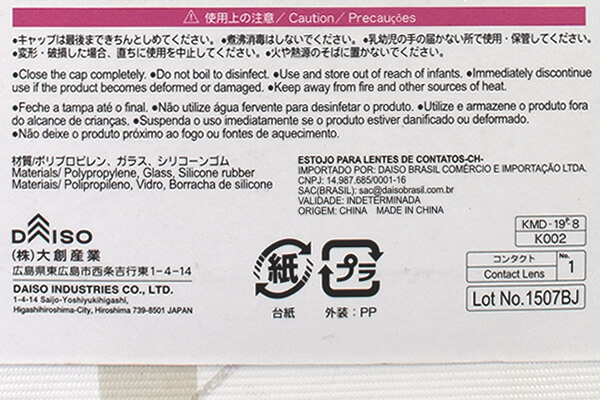 使用上の注意 / Caution / Precauções
●キャップは最後まできちんとしめてください。●煮沸消毒はしないでください。●乳幼児の手の届かない所で使用・保管してください。
●変形・破損した場合、直ちに使用を中止してください。●火や熱源のそばに置かないでください。
●Close the cap completely. ●Do not boil to disinfect. ●Use and store out of reach of infants. ●Immediately discontinue
use if the product becomes deformed or damaged. ●Keep away from fire and other sources of heat.
●Feche a tampa até o final. ●Não utilize água fervente para desinfetar o produto. ●Utilize e armazene o produto fora
do alcance de crianças. ●Suspenda o uso imediatamente se o produto estiver danificado ou deformado.
●Não deixe o produto próximo ao fogo ou fontes de aquecimento.
材質/ポリプロピレン、ガラス、シリコーンゴム
Materials/ Polypropylene, Glass, Silicone rubber
Materiais/ Polipropileno, Vidro, Borracha de silicone
ESTOJO PARA LENTES DE CONTATOS-CH-
IMPORTADO POR: DAISO BRASIL COMÉRCIO E IMPORTAÇÃO LTDA.
CNPJ: 14.987.685/0001-16
SAC(BRASIL): sac@daisobrasil.com.br
VALIDADE: INDETERMINADA
ORIGEM: CHINA MADE IN CHINA
DAISO
(株)大創産業
広島県東広島市西条吉行東1-4-14
DAISO INDUSTRIES CO., LTD.
1-4-14 Saijo-Yoshiyukihigashi,
Higashihiroshima-City, Hiroshima 739-8501 JAPAN
紙
台紙
プラ
外装:PP
KMD-19-P-8
K002
コンタクト
Contact Lens
No.
1
Lot No.1507BJ